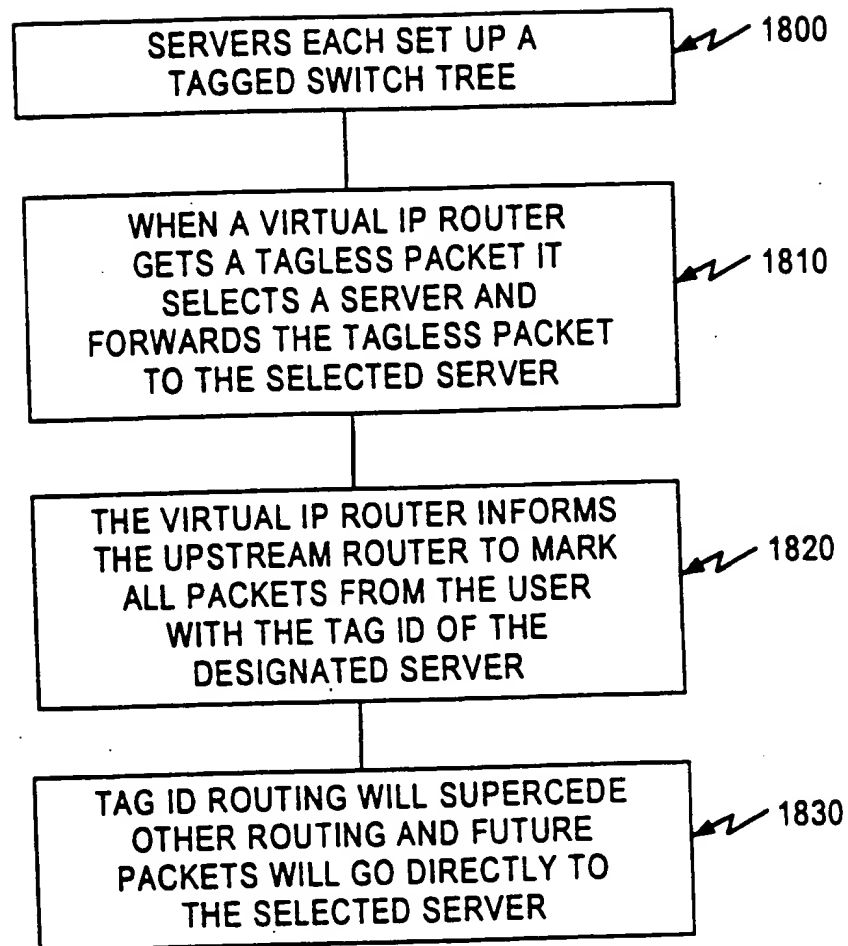 SERVERS EACH SET UP A
TAGGED SWITCH TREE
1800
WHEN A VIRTUAL IP ROUTER
GETS A TAGLESS PACKET IT
SELECTS A SERVER AND
FORWARDS THE TAGLESS PACKET
TO THE SELECTED SERVER
1810
THE VIRTUAL IP ROUTER INFORMS
THE UPSTREAM ROUTER TO MARK
ALL PACKETS FROM THE USER
WITH THE TAG ID OF THE
DESIGNATED SERVER
1820
TAG ID ROUTING WILL SUPERCEDE
OTHER ROUTING AND FUTURE
PACKETS WILL GO DIRECTLY TO
THE SELECTED SERVER
1830